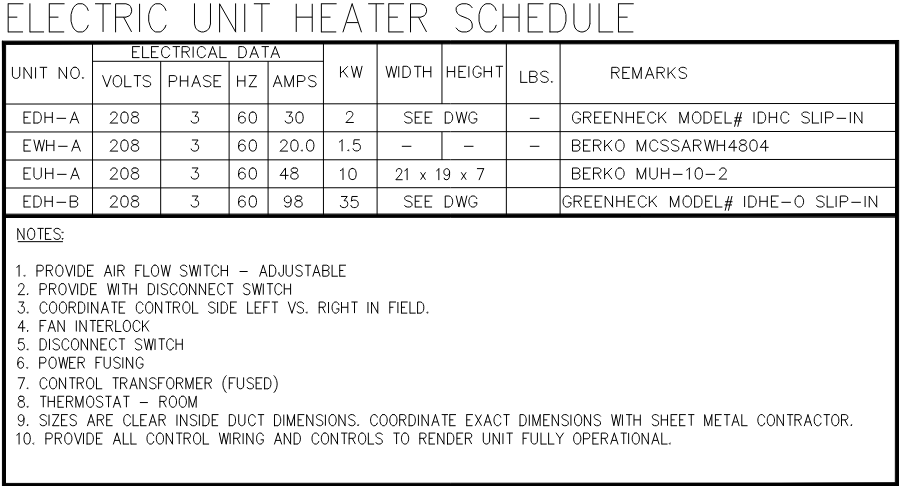 ELECTRIC UNIT HEATER SCHEDULE
UNIT NO. ELECTRICAL DATA KW WIDTH HEIGHT LBS. REMARKS
VOLTS PHASE HZ AMPS
EDH-A 208 3 60 30 2 SEE DWG - GREENHECK MODEL# IDHC SLIP-IN
EWH-A 208 3 60 20.0 1.5 - - - BERKO MCSSARWH4804
EUH-A 208 3 60 48 10 21 x 19 x 7 BERKO MUH-10-2
EDH-B 208 3 60 98 35 SEE DWG GREENHECK MODEL# IDHE-O SLIP-IN
NOTES:
1. PROVIDE AIR FLOW SWITCH - ADJUSTABLE
2. PROVIDE WITH DISCONNECT SWITCH
3. COORDINATE CONTROL SIDE LEFT VS. RIGHT IN FIELD.
4. FAN INTERLOCK
5. DISCONNECT SWITCH
6. POWER FUSING
7. CONTROL TRANSFORMER (FUSED)
8. THERMOSTAT - ROOM
9. SIZES ARE CLEAR INSIDE DUCT DIMENSIONS. COORDINATE EXACT DIMENSIONS WITH SHEET METAL CONTRACTOR.
10. PROVIDE ALL CONTROL WIRING AND CONTROLS TO RENDER UNIT FULLY OPERATIONAL.